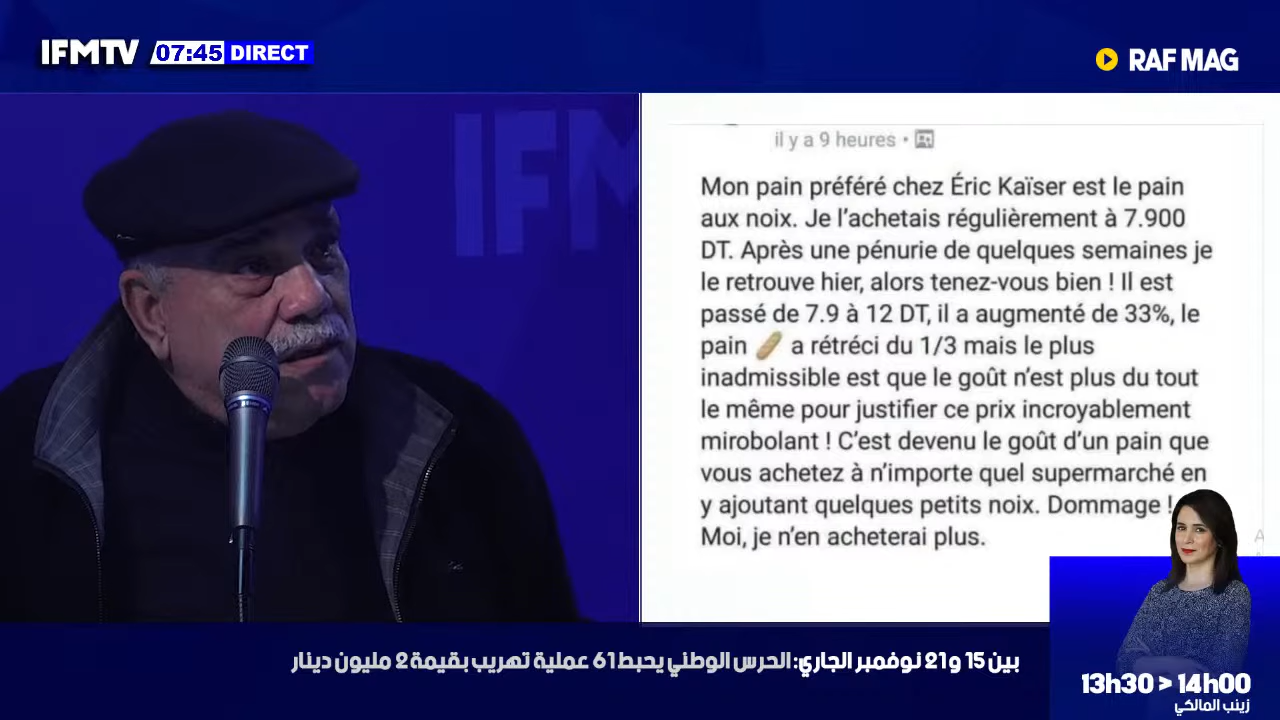 IFMTV 07:45 DIRECT
RAF MAG
IFM
il y a 9 heures •
Mon pain préféré chez Éric Kaïser est le pain
aux noix. Je l'achetais régulièrement à 7.900
DT. Après une pénurie de quelques semaines je
le retrouve hier, alors tenez-vous bien ! Il est
passé de 7.9 à 12 DT, il a augmenté de 33%, le
pain 🥖 a rétréci du 1/3 mais le plus
inadmissible est que le goût n'est plus du tout
le même pour justifier ce prix incroyablement
mirobolant ! C'est devenu le goût d'un pain que
vous achetez à n'importe quel supermarché en
y ajoutant quelques petits noix. Dommage !
Moi, je n'en acheterai plus.
بين 15 و21 نوفمبر الجاري: الحرس الوطني يحبط 61 عملية تهريب بقيمة 2 مليون دينار
13h30 > 14h00
زينب المالكي